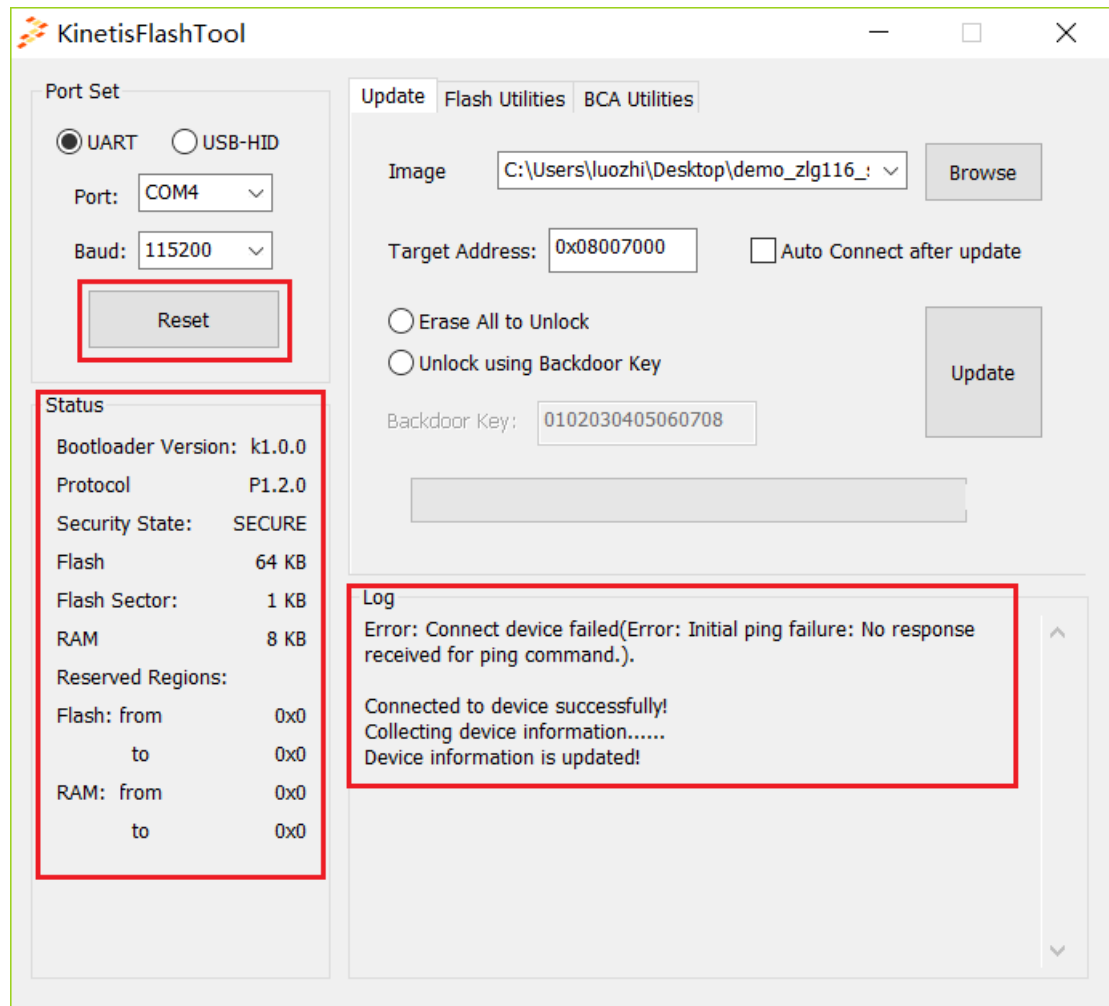 KinetisFlashTool
Port Set
UART USB-HID
Port: COM4
Baud: 115200
Reset
Status
Bootloader Version: k1.0.0
Protocol P1.2.0
Security State: SECURE
Flash 64 KB
Flash Sector: 1 KB
RAM 8 KB
Reserved Regions:
Flash: from 0x0
to 0x0
RAM: from 0x0
to 0x0
Update Flash Utilities BCA Utilities
Image C:\Users\luozhi\Desktop\demo_zlg116_s Browse
Target Address: 0x08007000 Auto Connect after update
Erase All to Unlock
Unlock using Backdoor Key
Update
Backdoor Key: 0102030405060708
Log
Error: Connect device failed(Error: Initial ping failure: No response
received for ping command.).
Connected to device successfully!
Collecting device information......
Device information is updated!